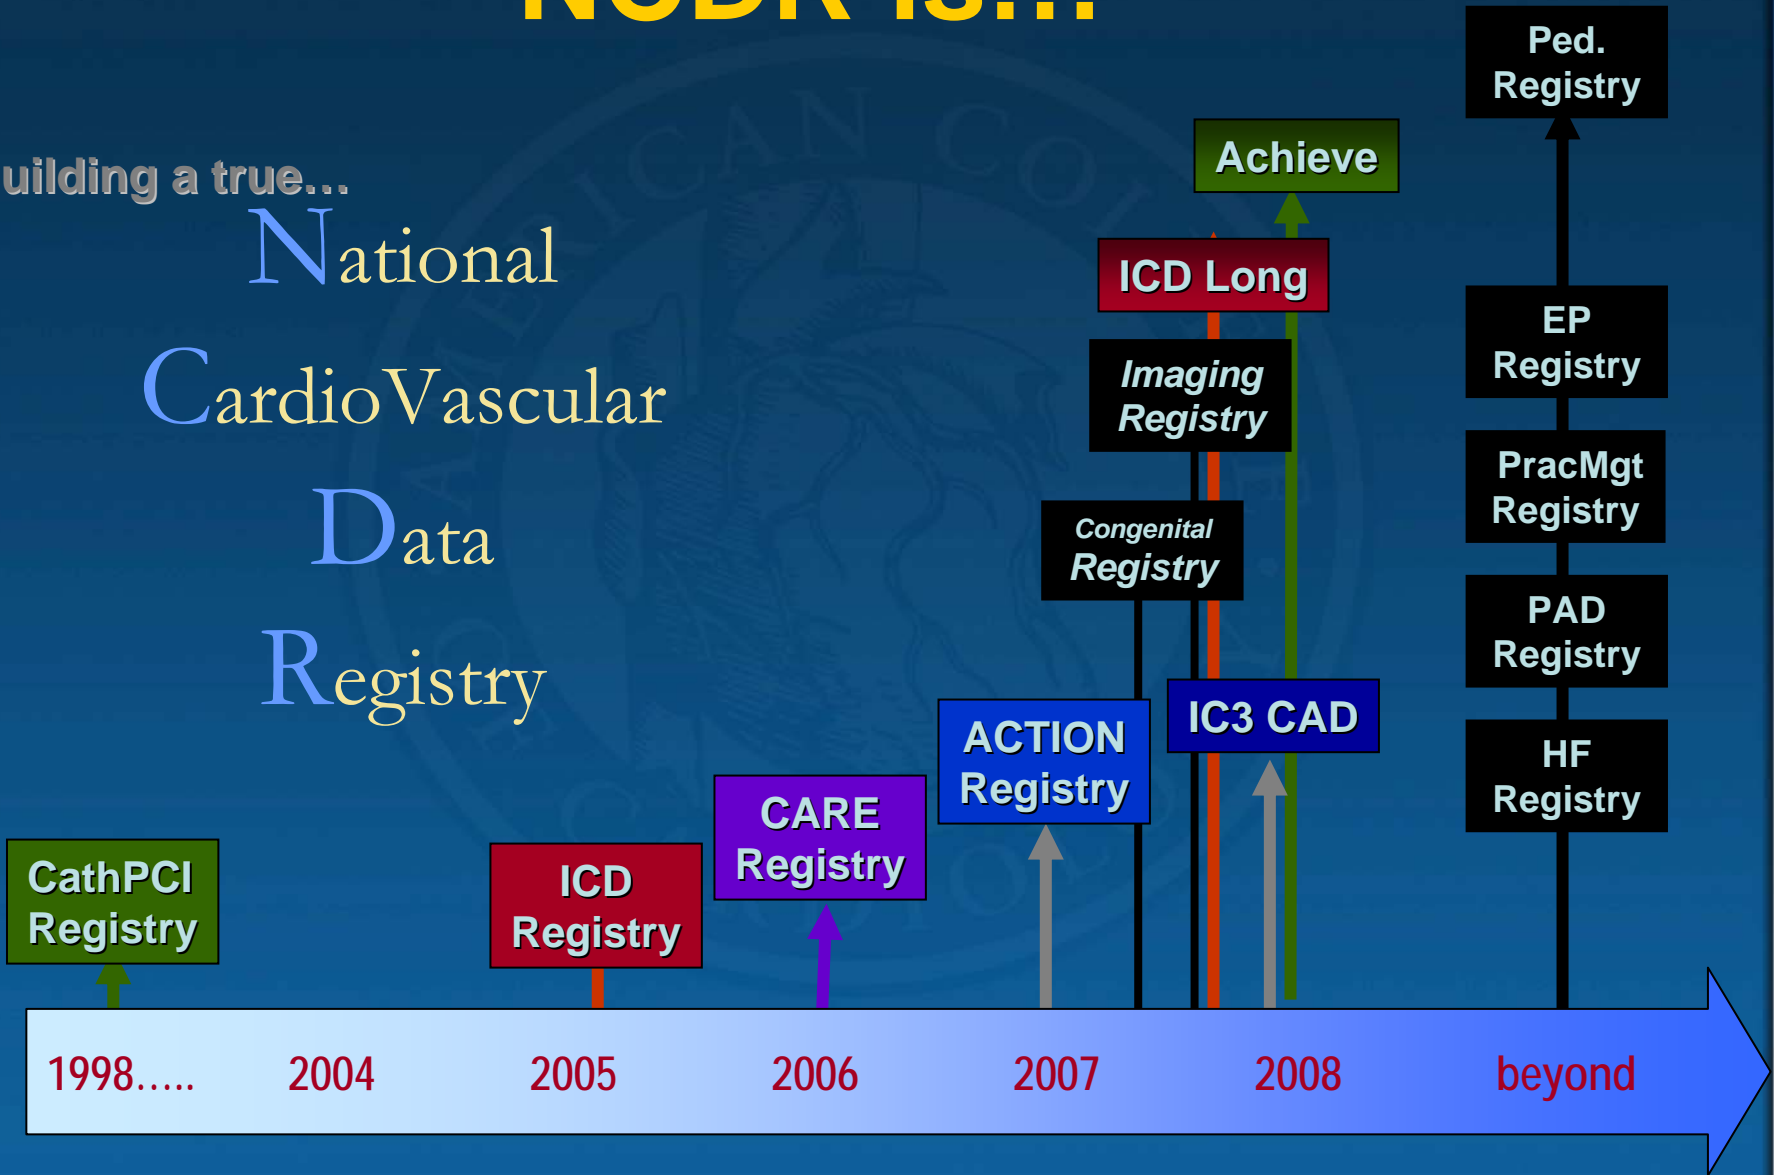 NCDR is...
uilding a true...
National
CardioVascular
Data
Registry
Ped.
Registry
Achieve
ICD Long
EP
Registry
Imaging
Registry
PracMgt
Registry
Congenital
Registry
PAD
Registry
IC3 CAD
ACTION
Registry
HF
Registry
CARE
Registry
CathPCI
Registry
ICD
Registry
1998..... 2004 2005 2006 2007 2008 beyond